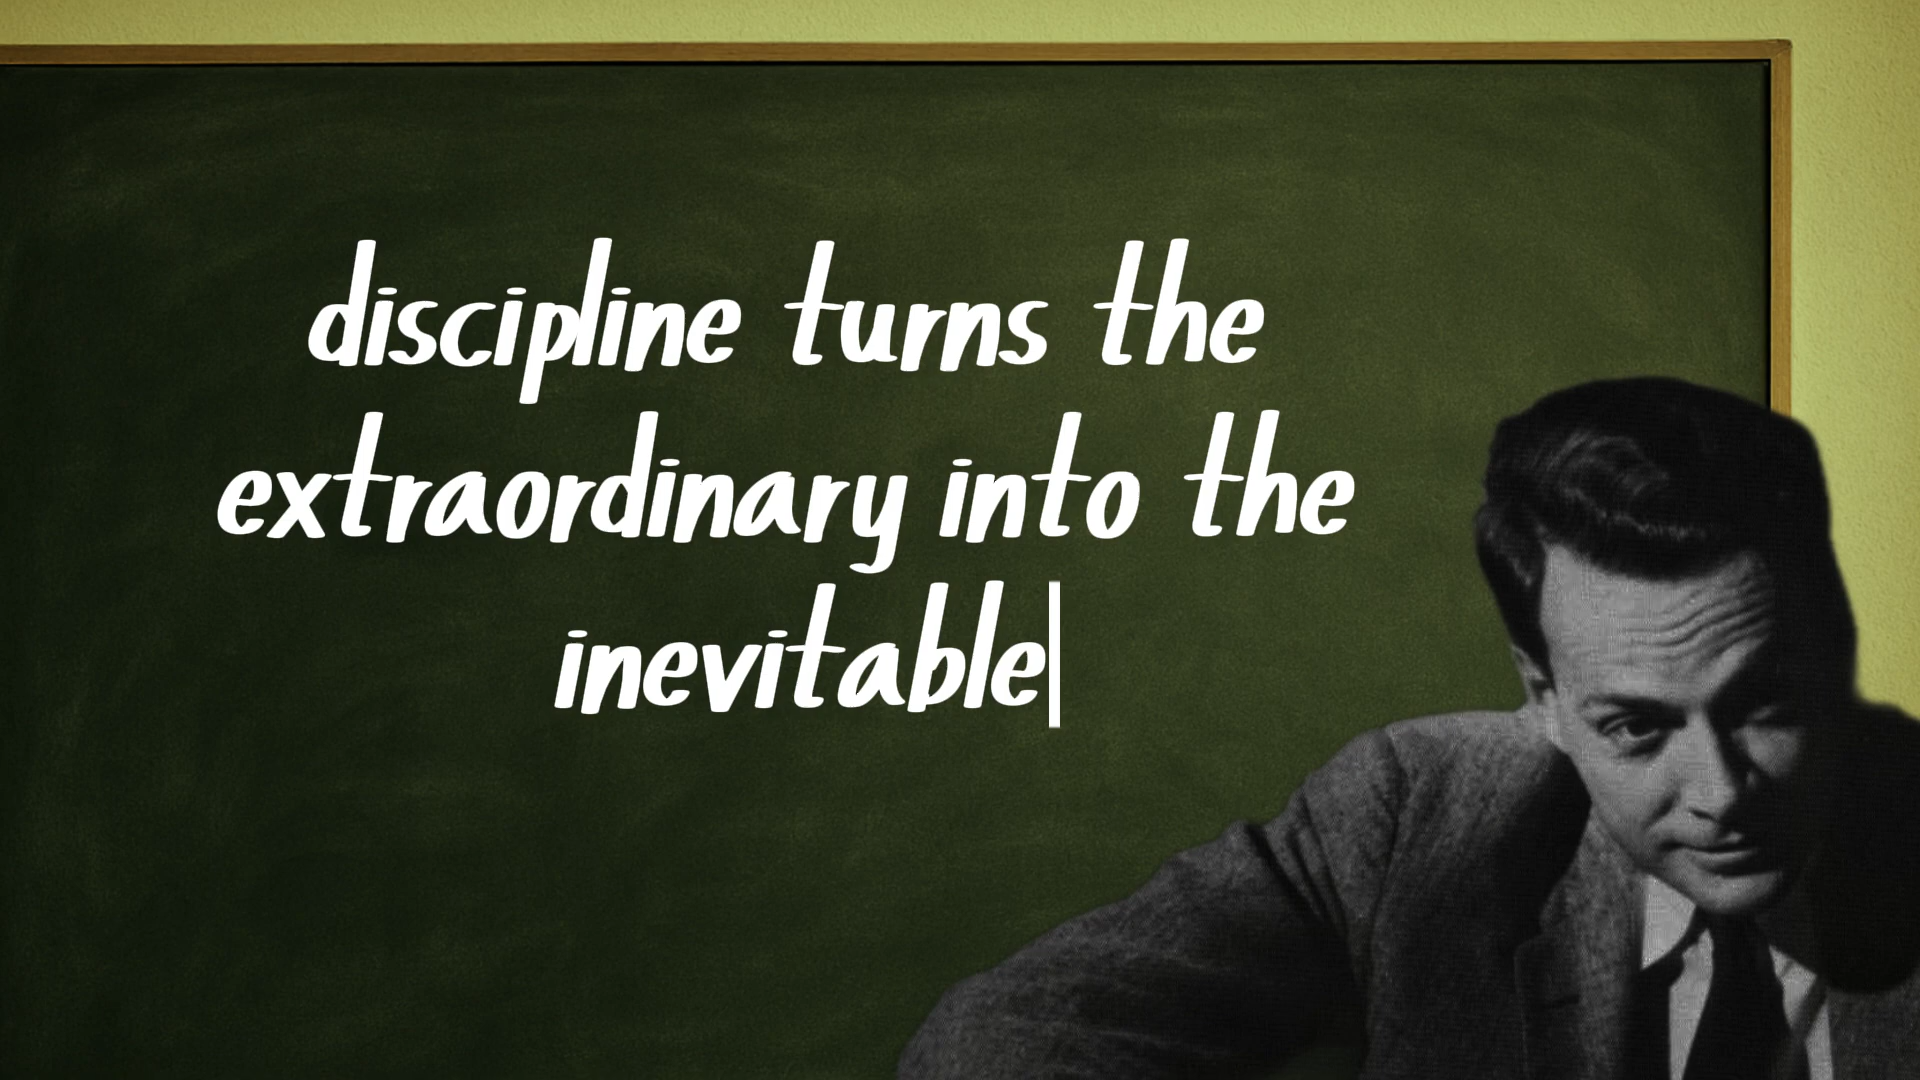 discipline turns the
extraordinary into the
inevitable